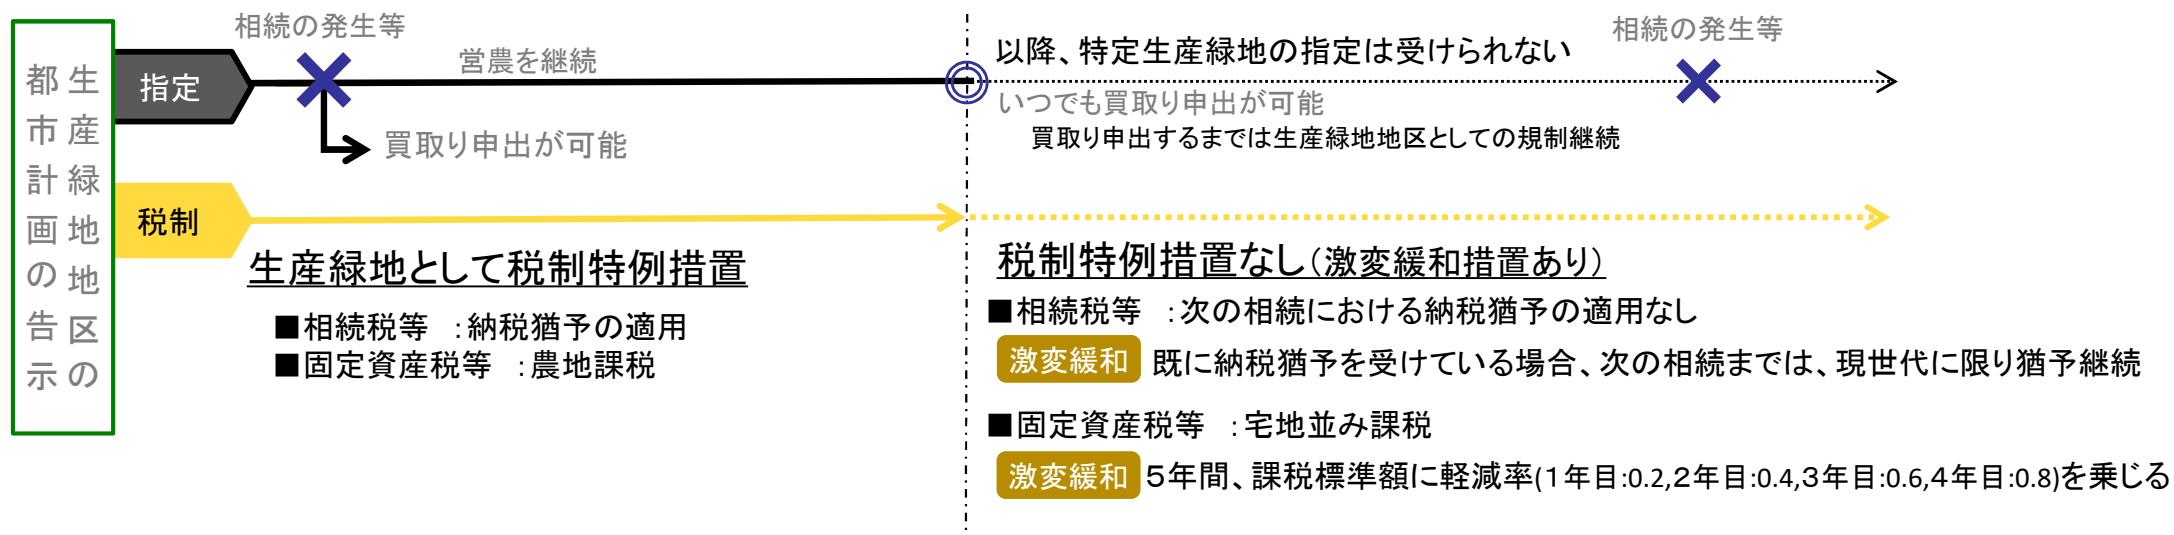 生産緑地地区の
都市計画の告示
指定
相続の発生等
営農を継続
買取り申出が可能
以降、特定生産緑地の指定は受けられない
相続の発生等
いつでも買取り申出が可能
買取り申出するまでは生産緑地地区としての規制継続
税制
生産緑地として税制特例措置
■相続税等　：納税猶予の適用
■固定資産税等　：農地課税
税制特例措置なし（激変緩和措置あり）
■相続税等　：次の相続における納税猶予の適用なし
激変緩和 既に納税猶予を受けている場合、次の相続までは、現世代に限り猶予継続
■固定資産税等　：宅地並み課税
激変緩和 ５年間、課税標準額に軽減率(１年目:0.2,２年目:0.4,３年目:0.6,４年目:0.8)を乗じる